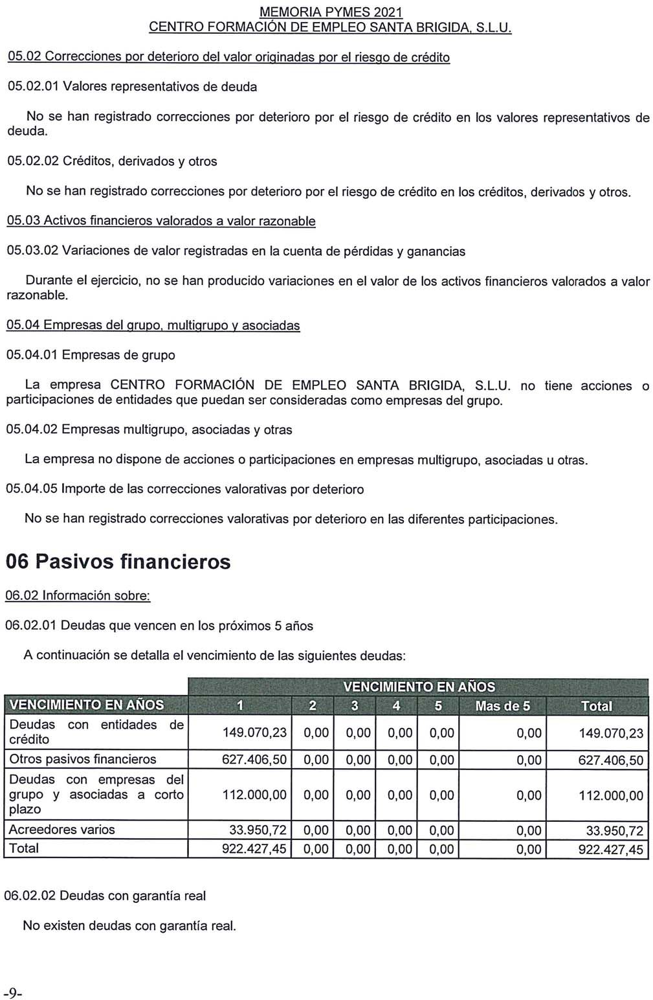 MEMORIA PYMES 2021
CENTRO FORMACIÓN DE EMPLEO SANTA BRIGIDA, S.L.U.
05.02 Correcciones por deterioro del valor originadas por el riesgo de crédito
05.02.01 Valores representativos de deuda
No se han registrado correcciones por deterioro por el riesgo de crédito en los valores representativos de
deuda.
05.02.02 Créditos, derivados y otros
No se han registrado correcciones por deterioro por el riesgo de crédito en los créditos, derivados y otros.
05.03 Activos financieros valorados a valor razonable
05.03.02 Variaciones de valor registradas en la cuenta de pérdidas y ganancias
Durante el ejercicio, no se han producido variaciones en el valor de los activos financieros valorados a valor
razonable.
05.04 Empresas del grupo, multigrupo y asociadas
05.04.01 Empresas de grupo
La empresa CENTRO FORMACIÓN DE EMPLEO SANTA BRIGIDA, S.L.U. no tiene acciones o
participaciones de entidades que puedan ser consideradas como empresas del grupo.
05.04.02 Empresas multigrupo, asociadas y otras
La empresa no dispone de acciones o participaciones en empresas multigrupo, asociadas u otras.
05.04.05 Importe de las correcciones valorativas por deterioro
No se han registrado correcciones valorativas por deterioro en las diferentes participaciones.
06 Pasivos financieros
06.02 Información sobre:
06.02.01 Deudas que vencen en los próximos 5 años
A continuación se detalla el vencimiento de las siguientes deudas:
VENCIMIENTO EN AÑOS
VENCIMIENTO EN AÑOS 1 2 3 4 5 Mas de 5 Total
Deudas con entidades de
crédito 149.070,23 0,00 0,00 0,00 0,00 0,00 149.070,23
Otros pasivos financieros 627.406,50 0,00 0,00 0,00 0,00 0,00 627.406,50
Deudas con empresas del
grupo y asociadas a corto 112.000,00 0,00 0,00 0,00 0,00 0,00 112.000,00
plazo
Acreedores varios 33.950,72 0,00 0,00 0,00 0,00 0,00 33.950,72
Total 922.427,45 0,00 0,00 0,00 0,00 0,00 922.427,45
06.02.02 Deudas con garantía real
No existen deudas con garantía real.
-9-